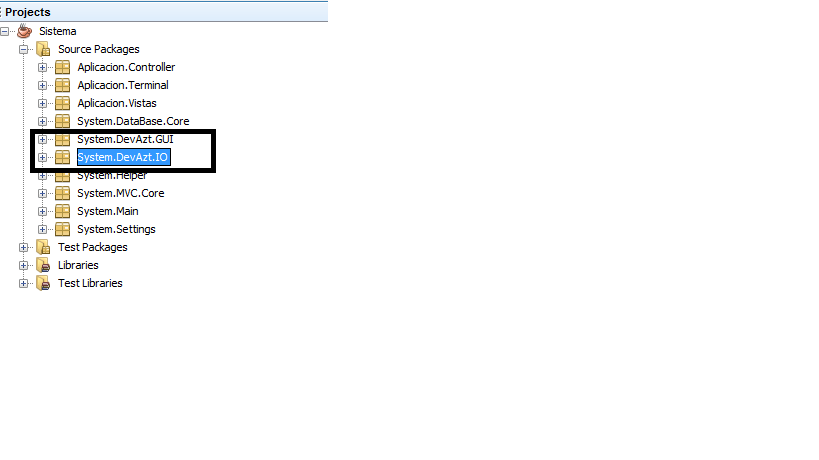 Projects
Sistema
Source Packages
Aplicacion.Controller
Aplicacion.Terminal
Aplicacion.Vistas
System.DataBase.Core
System.DevAzt.GUI
System.DevAzt.IO
System.Helper
System.MVC.Core
System.Main
System.Settings
Test Packages
Libraries
Test Libraries